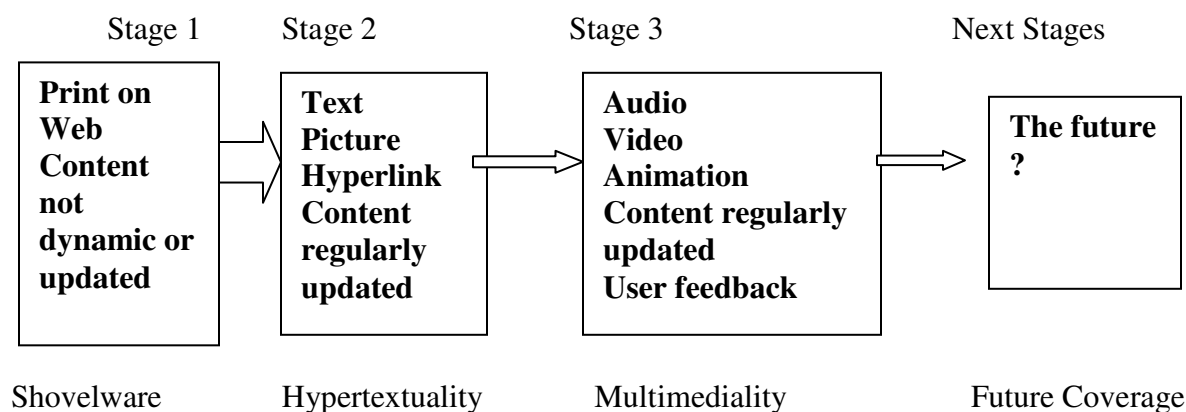 Stage 1 Stage 2 Stage 3 Next Stages
Print on
Web
Content
not
dynamic or
updated
Text
Picture
Hyperlink
Content
regularly
updated
Audio
Video
Animation
Content regularly
updated
User feedback
The future
?
Shovelware Hypertextuality Multimediality Future Coverage